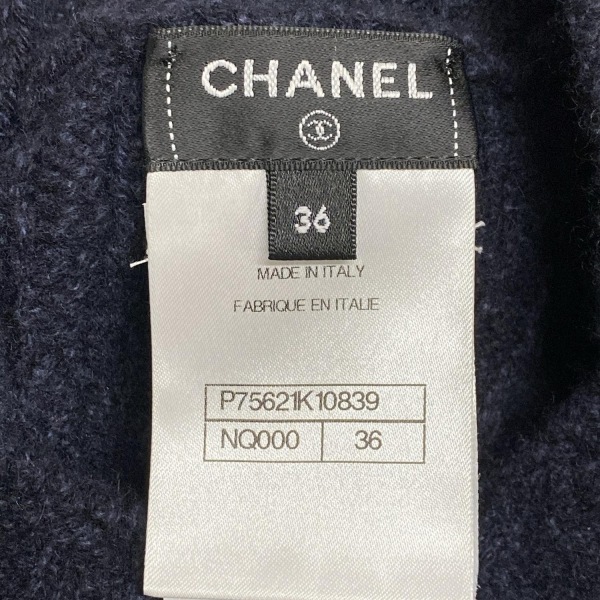 CHANEL
36
MADE IN ITALY
FABRIQUE EN ITALIE
P75621K10839
NQ000 36